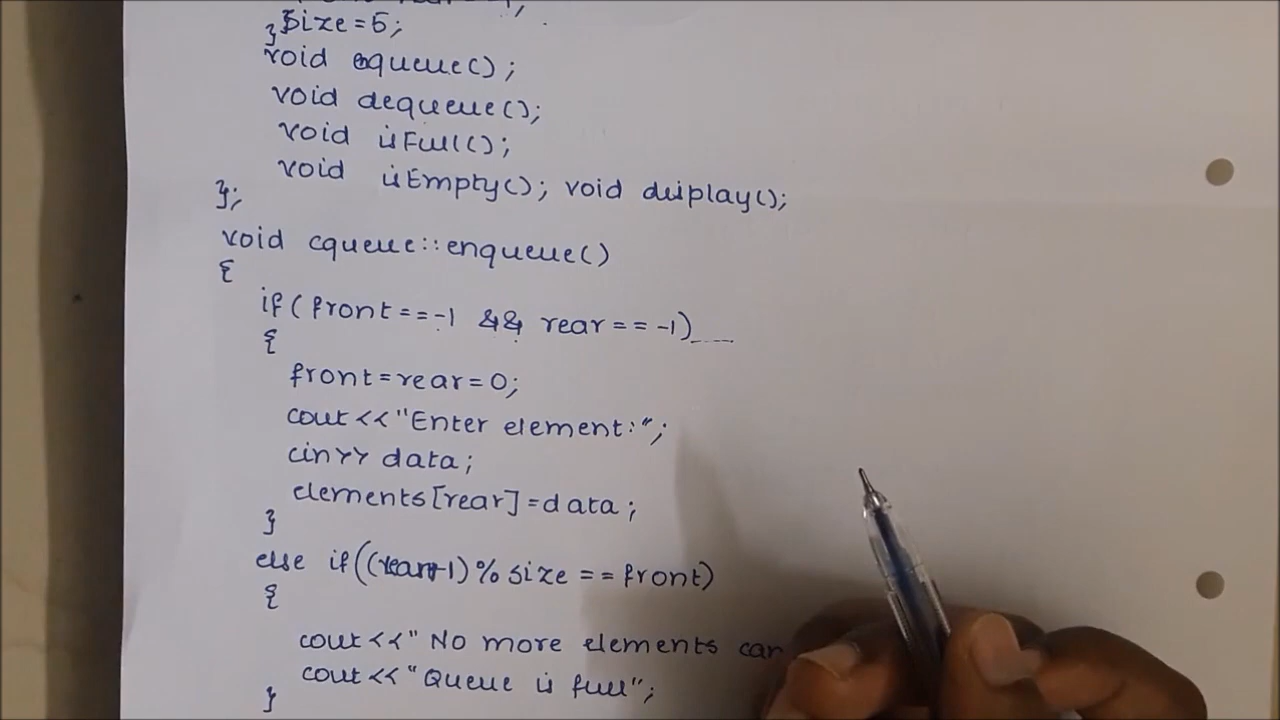 }size=5;
void enqueue();
void dequeue();
void isFull();
void isEmpty(); void display();
};
void cqueue::enqueue()
{
if(front==-1 && rear==-1)
{
front=rear=0;
cout<<"Enter element:";
cin>> data;
elements[rear]=data;
}
else if((rear+1)%size==front)
{
cout<<"No more elements can
cout<<"Queue is full";
}